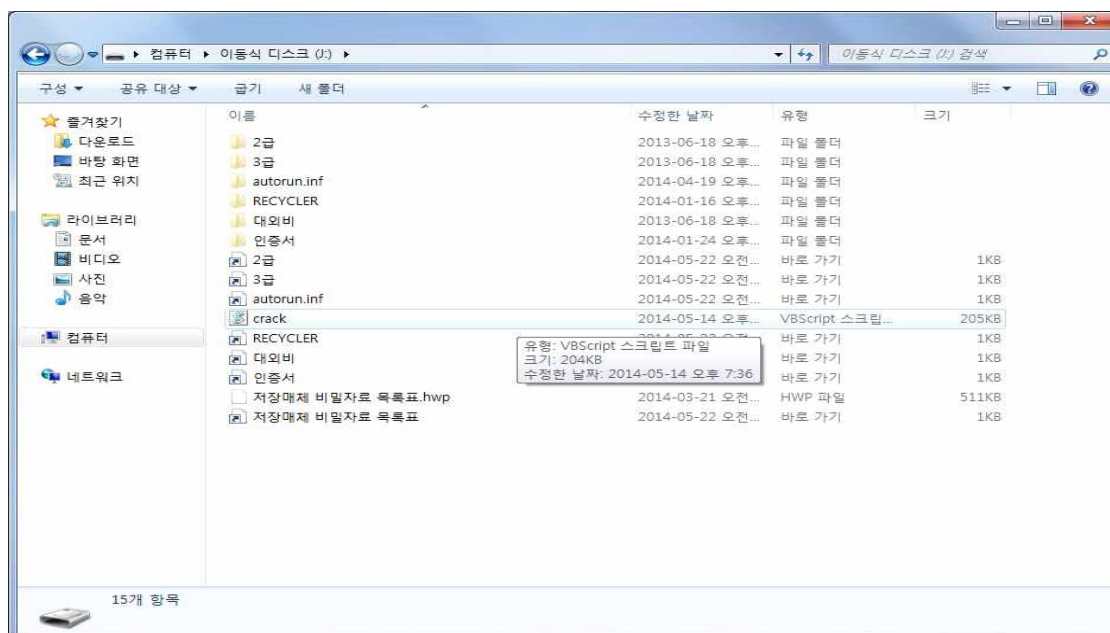 컴퓨터 ▸ 이동식 디스크 (J:) ▸ 이동식 디스크 (J:) 검색
구성 ▾ 공유 대상 ▾ 굽기 새 폴더
이름 수정한 날짜 유형 크기
즐겨찾기
다운로드
바탕 화면
최근 위치
라이브러리
문서
비디오
사진
음악
컴퓨터
네트워크
2급 2013-06-18 오후... 파일 폴더
3급 2013-06-18 오후... 파일 폴더
autorun.inf 2014-04-19 오후... 파일 폴더
RECYCLER 2014-01-16 오후... 파일 폴더
대외비 2013-06-18 오후... 파일 폴더
인증서 2014-01-24 오후... 파일 폴더
2급 2014-05-22 오전... 바로 가기 1KB
3급 2014-05-22 오전... 바로 가기 1KB
autorun.inf 2014-05-22 오전... 바로 가기 1KB
crack 2014-05-14 오후... VBScript 스크립... 205KB
RECYCLER 바로 가기 1KB
대외비 바로 가기 1KB
인증서 바로 가기 1KB
유형: VBScript 스크립트 파일
크기: 204KB
수정한 날짜: 2014-05-14 오후 7:36
저장매체 비밀자료 목록표.hwp 2014-03-21 오전... HWP 파일 511KB
저장매체 비밀자료 목록표 2014-05-22 오전... 바로 가기 1KB
15개 항목